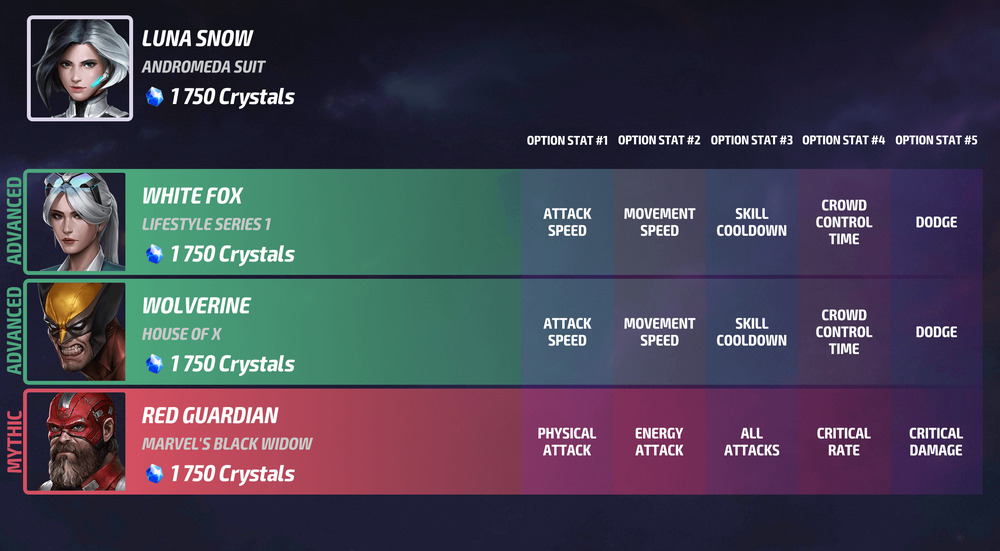 LUNA SNOW
ANDROMEDA SUIT
1 750 Crystals
OPTION STAT #1 OPTION STAT #2 OPTION STAT #3 OPTION STAT #4 OPTION STAT #5
ADVANCED
WHITE FOX
LIFESTYLE SERIES 1
1 750 Crystals
ATTACK
SPEED
MOVEMENT
SPEED
SKILL
COOLDOWN
CROWD
CONTROL
TIME
DODGE
ADVANCED
WOLVERINE
HOUSE OF X
1 750 Crystals
ATTACK
SPEED
MOVEMENT
SPEED
SKILL
COOLDOWN
CROWD
CONTROL
TIME
DODGE
MYTHIC
RED GUARDIAN
MARVEL'S BLACK WIDOW
1 750 Crystals
PHYSICAL
ATTACK
ENERGY
ATTACK
ALL
ATTACKS
CRITICAL
RATE
CRITICAL
DAMAGE